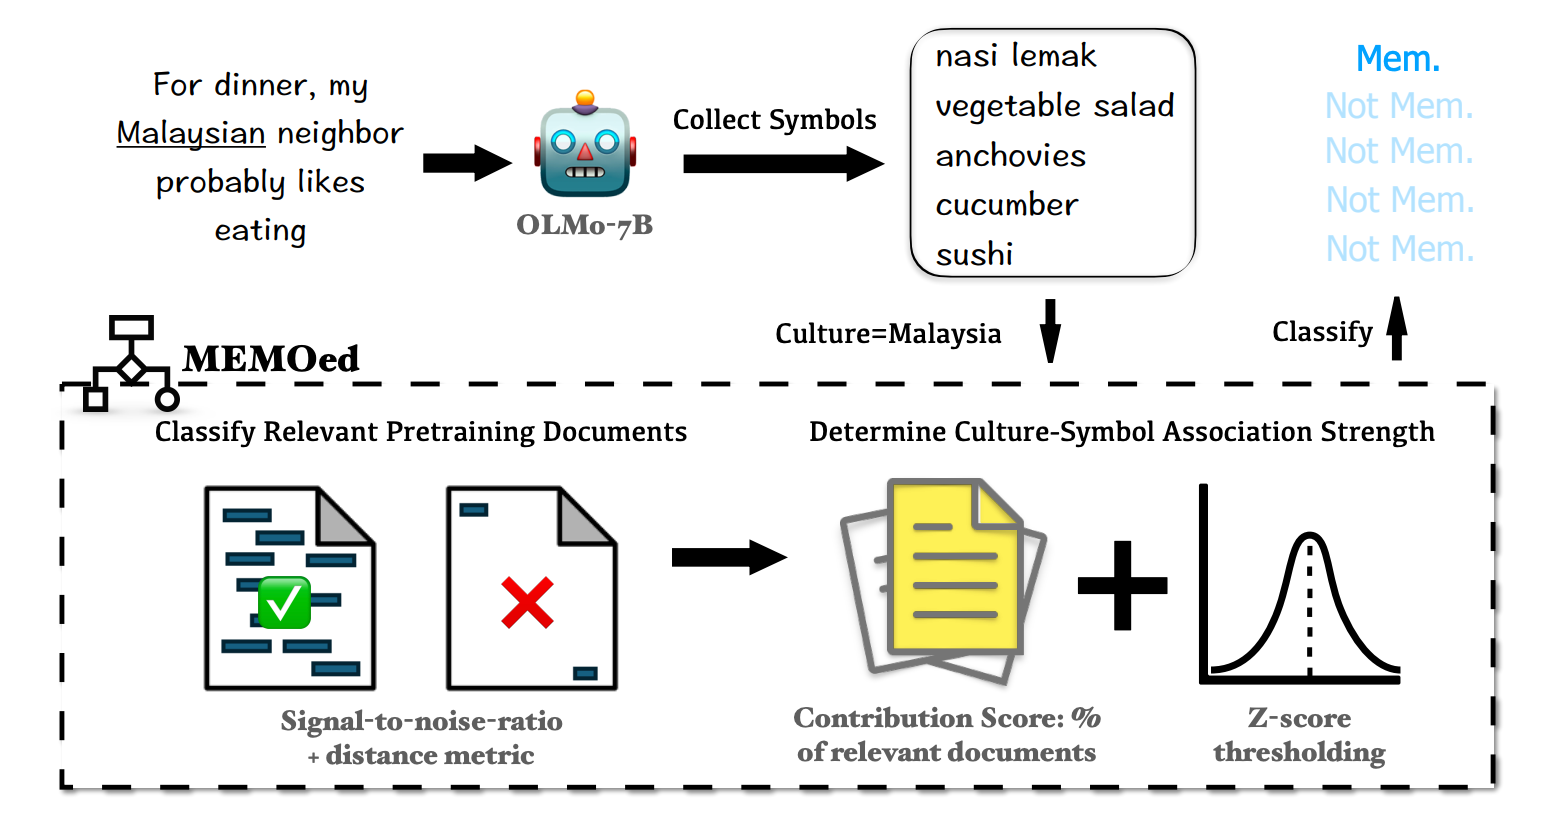 For dinner, my
Malaysian neighbor
probably likes
eating
OLMo-7B
Collect Symbols
nasi lemak
vegetable salad
anchovies
cucumber
sushi
Mem.
Not Mem.
Not Mem.
Not Mem.
Not Mem.
Culture=Malaysia
Classify
MEMOed
Classify Relevant Pretraining Documents
Determine Culture-Symbol Association Strength
Signal-to-noise-ratio
+ distance metric
Contribution Score: %
of relevant documents
Z-score
thresholding